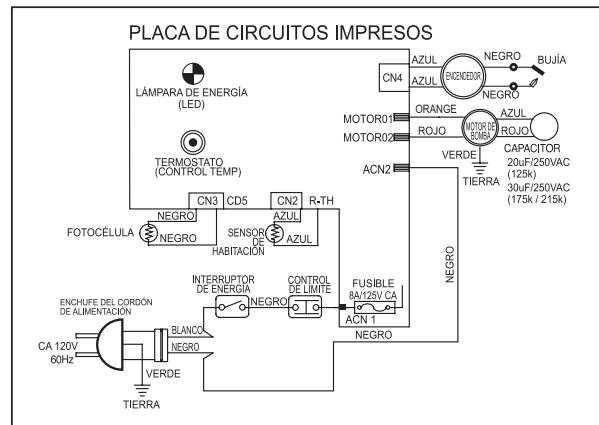 PLACA DE CIRCUITOS IMPRESOS
LÁMPARA DE ENERGÍA
(LED)
TERMOSTATO
(CONTROL TEMP)
CN4
AZUL
AZUL
ENCENDEDOR
NEGRO
NEGRO
BUJÍA
MOTOR01
ORANGE
MOTOR02
ROJO
MOTOR DE
BOMBA
AZUL
ROJO
VERDE
TIERRA
CAPACITOR
20uF/250VAC
(125k)
30uF/250VAC
(175k / 215k)
ACN2
NEGRO
CN3
CD5
CN2
R-TH
NEGRO
NEGRO
FOTOCÉLULA
AZUL
AZUL
SENSOR
DE
HABITACIÓN
INTERRUPTOR
DE ENERGÍA
NEGRO
CONTROL
DE LÍMITE
FUSIBLE
8A/125V CA
ACN 1
NEGRO
ENCHUFE DEL CORDÓN
DE ALIMENTACIÓN
CA 120V
60Hz
BLANCO
NEGRO
VERDE
TIERRA